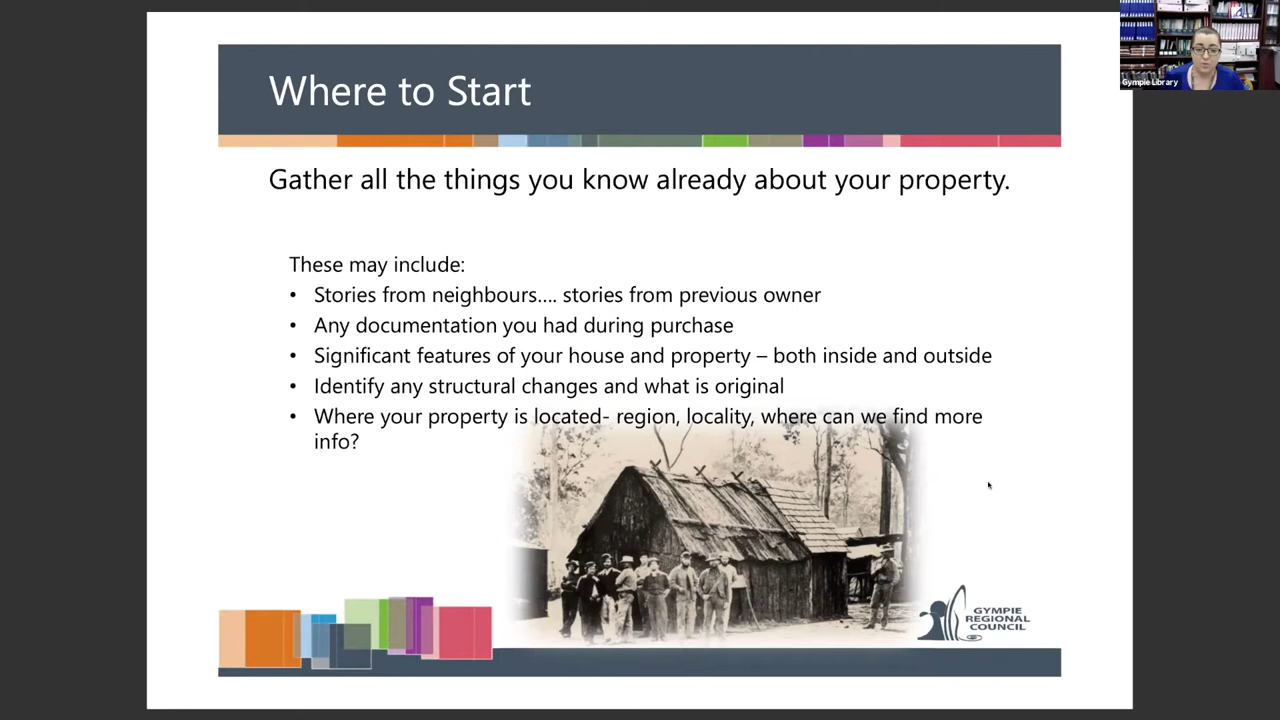 Where to Start
Gather all the things you know already about your property.
These may include:
• Stories from neighbours.... stories from previous owner
• Any documentation you had during purchase
• Significant features of your house and property – both inside and outside
• Identify any structural changes and what is original
• Where your property is located- region, locality, where can we find more
info?
GYMPIE
REGIONAL
COUNCIL
Gympie Library